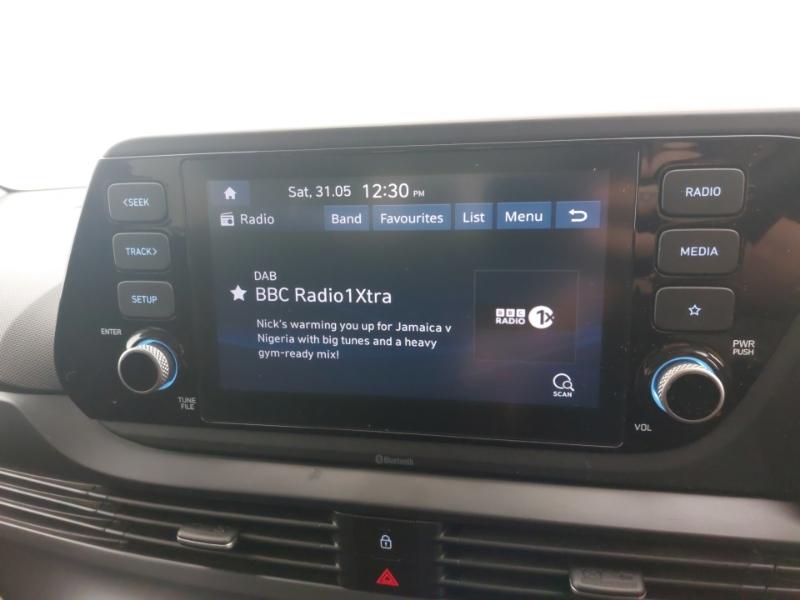 <SEEK
TRACK>
SETUP
ENTER
TUNE
FILE
Sat, 31.05 12:30 PM
Radio
Band Favourites List Menu
DAB
BBC Radio1Xtra
Nick's warming you up for Jamaica v
Nigeria with big tunes and a heavy
gym-ready mix!
BBC
RADIO 1X
SCAN
RADIO
MEDIA
PWR
PUSH
VOL
Bluetooth